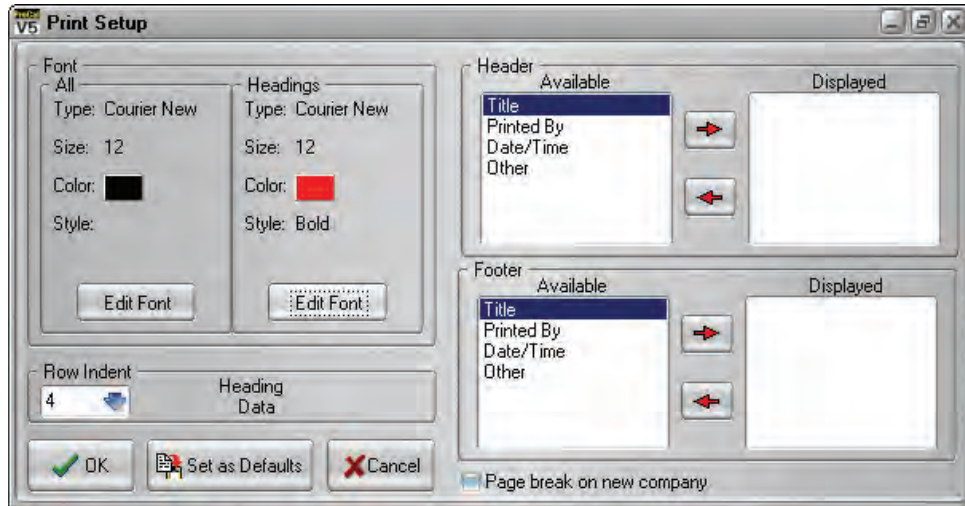 V5 Print Setup
Font
All
Type: Courier New
Size: 12
Color:
Style:
Edit Font
Headings
Type: Courier New
Size: 12
Color:
Style: Bold
Edit Font
Row Indent
4
Heading
Data
OK
Set as Defaults
Cancel
Header
Available
Displayed
Title
Printed By
Date/Time
Other
Footer
Available
Displayed
Title
Printed By
Date/Time
Other
Page break on new company